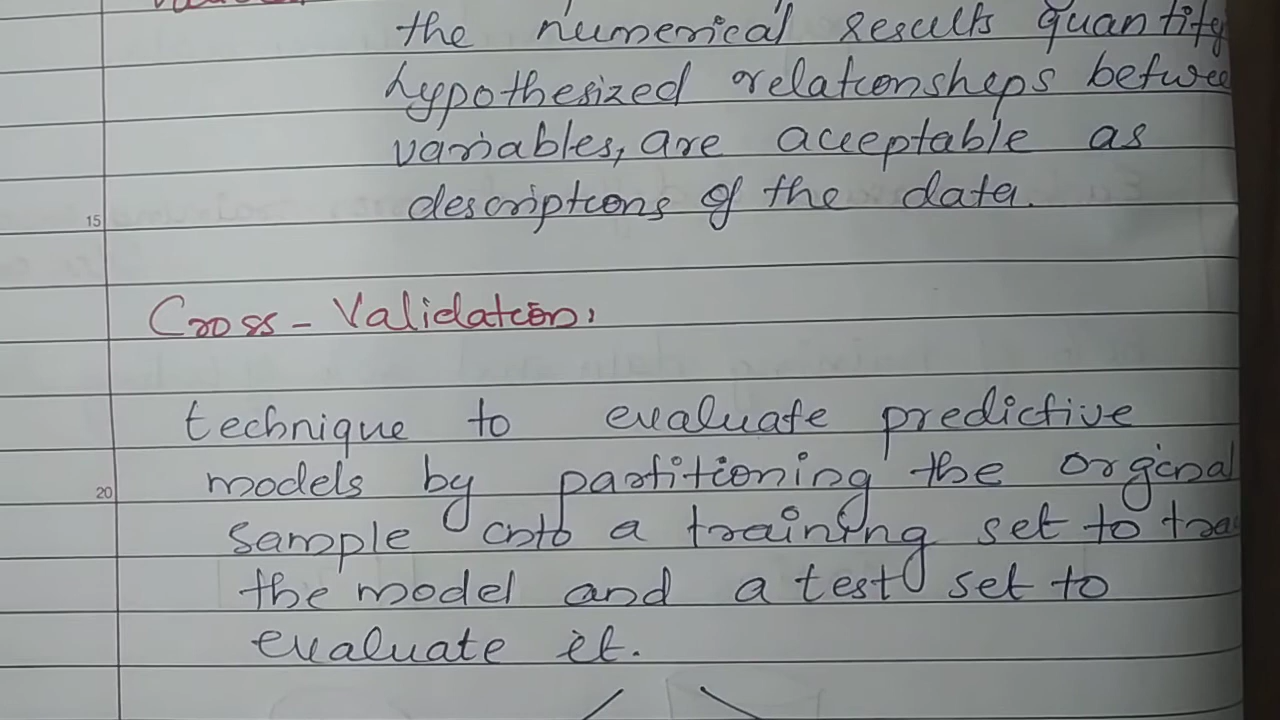 the numerical results quantify
hypothesized relationships betwee
variables, are acceptable as
15
descriptions of the data.
Cross-Validation:
technique to evaluate predictive
models by partitioning the orginal
20
sample into a training set to tra
the model and a test set to
evaluate it.